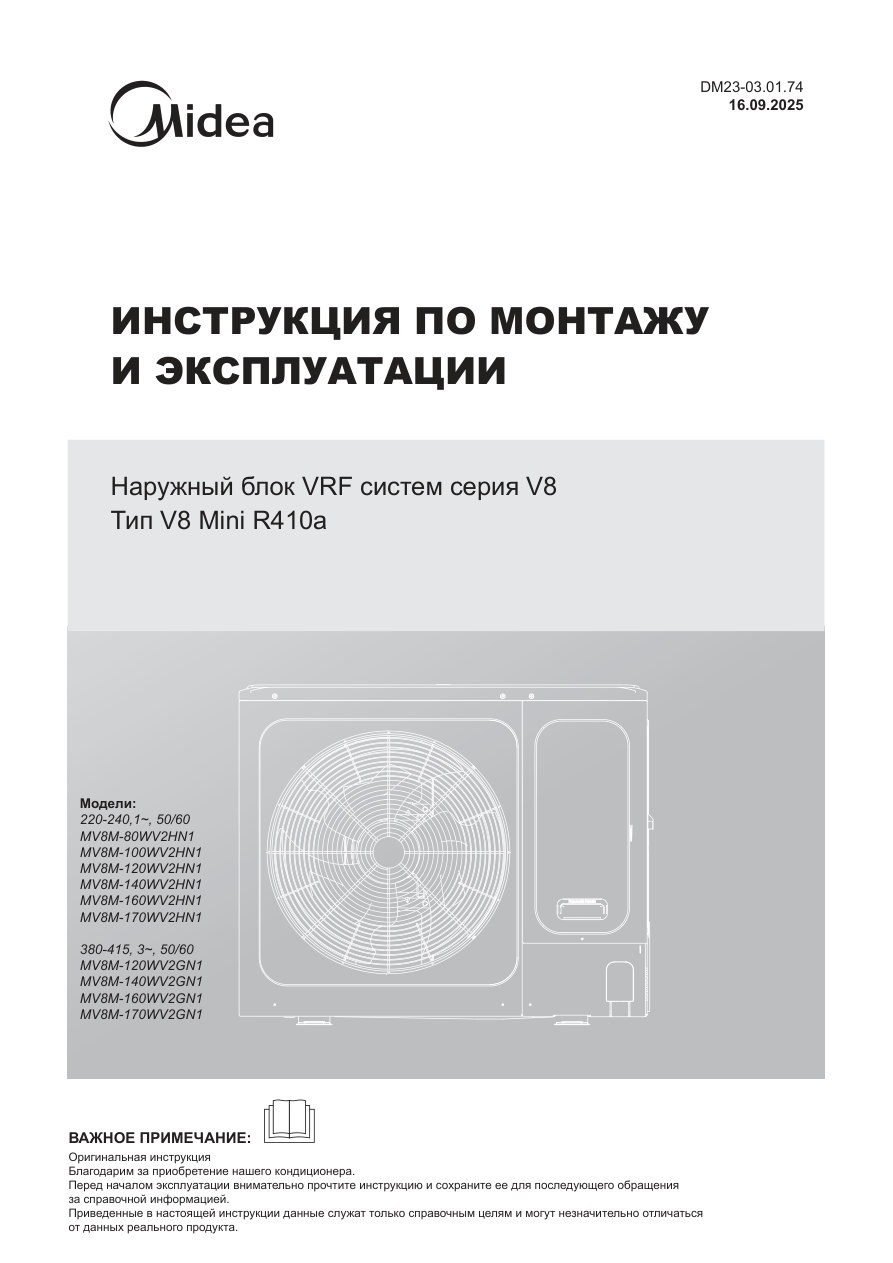 Midea
DM23-03.01.74
16.09.2025
ИНСТРУКЦИЯ ПО МОНТАЖУ
И ЭКСПЛУАТАЦИИ
Наружный блок VRF систем серия V8
Тип V8 Mini R410a
Модели:
220-240,1~, 50/60
MV8M-80WV2HN1
MV8M-100WV2HN1
MV8M-120WV2HN1
MV8M-140WV2HN1
MV8M-160WV2HN1
MV8M-170WV2HN1
380-415, 3~, 50/60
MV8M-120WV2GN1
MV8M-140WV2GN1
MV8M-160WV2GN1
MV8M-170WV2GN1
ВАЖНОЕ ПРИМЕЧАНИЕ:
Оригинальная инструкция
Благодарим за приобретение нашего кондиционера.
Перед началом эксплуатации внимательно прочтите инструкцию и сохраните ее для последующего обращения
за справочной информацией.
Приведенные в настоящей инструкции данные служат только справочным целям и могут незначительно отличаться
от данных реального продукта.